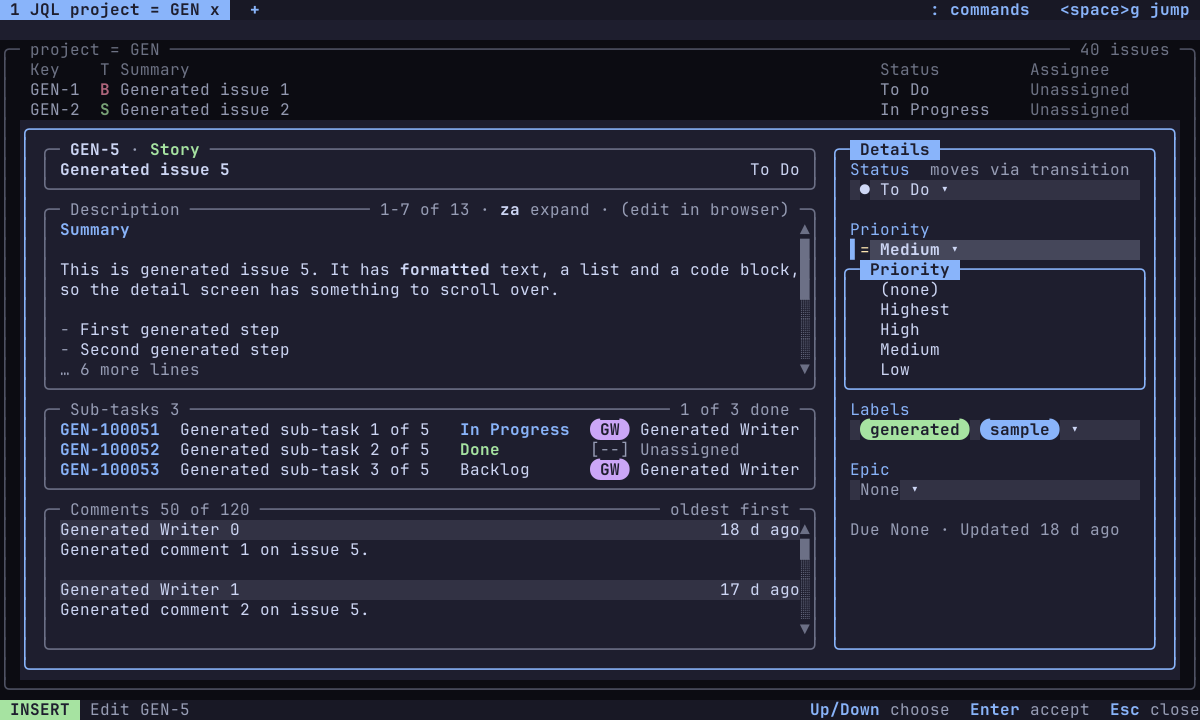 1 JQL project = GEN x + : commands <space>g jump
project = GEN 40 issues
Key T Summary Status Assignee
GEN-1 B Generated issue 1 To Do Unassigned
GEN-2 S Generated issue 2 In Progress Unassigned
GEN-5 · Story
Generated issue 5 To Do
Description 1-7 of 13 · za expand · (edit in browser)
Summary
This is generated issue 5. It has formatted text, a list and a code block,
so the detail screen has something to scroll over.
- First generated step
- Second generated step
… 6 more lines
Sub-tasks 3 1 of 3 done
GEN-100051 Generated sub-task 1 of 5 In Progress GW Generated Writer
GEN-100052 Generated sub-task 2 of 5 Done [--] Unassigned
GEN-100053 Generated sub-task 3 of 5 Backlog GW Generated Writer
Comments 50 of 120 oldest first
Generated Writer 0 18 d ago
Generated comment 1 on issue 5.
Generated Writer 1 17 d ago
Generated comment 2 on issue 5.
Details
Status moves via transition
● To Do ▾
Priority
= Medium ▾
Priority
(none)
Highest
High
Medium
Low
Labels
generated sample ▾
Epic
None ▾
Due None · Updated 18 d ago
INSERT Edit GEN-5 Up/Down choose Enter accept Esc close